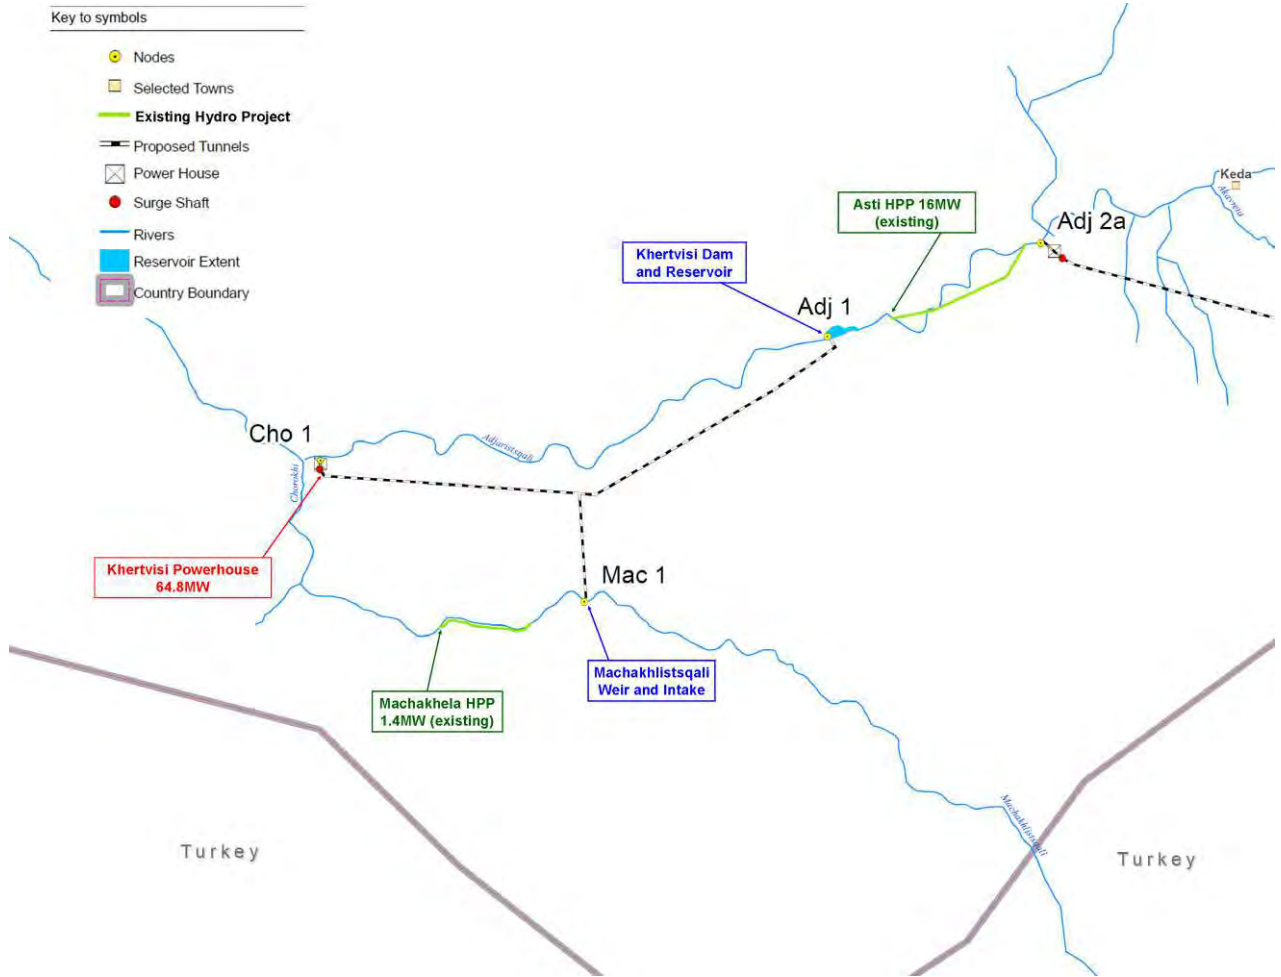 Key to symbols
Nodes
Selected Towns
Existing Hydro Project
Proposed Tunnels
Power House
Surge Shaft
Rivers
Reservoir Extent
Country Boundary
Keda
Akavreta
Asti HPP 16MW
(existing)
Adj 2a
Khertvisi Dam
and Reservoir
Adj 1
Cho 1
Adjaristsqali
Chorokhi
Khertvisi Powerhouse
64.8MW
Mac 1
Machakhlistsqali
Weir and Intake
Machakhela HPP
1.4MW (existing)
Machakhlistsqali
Turkey
Turkey